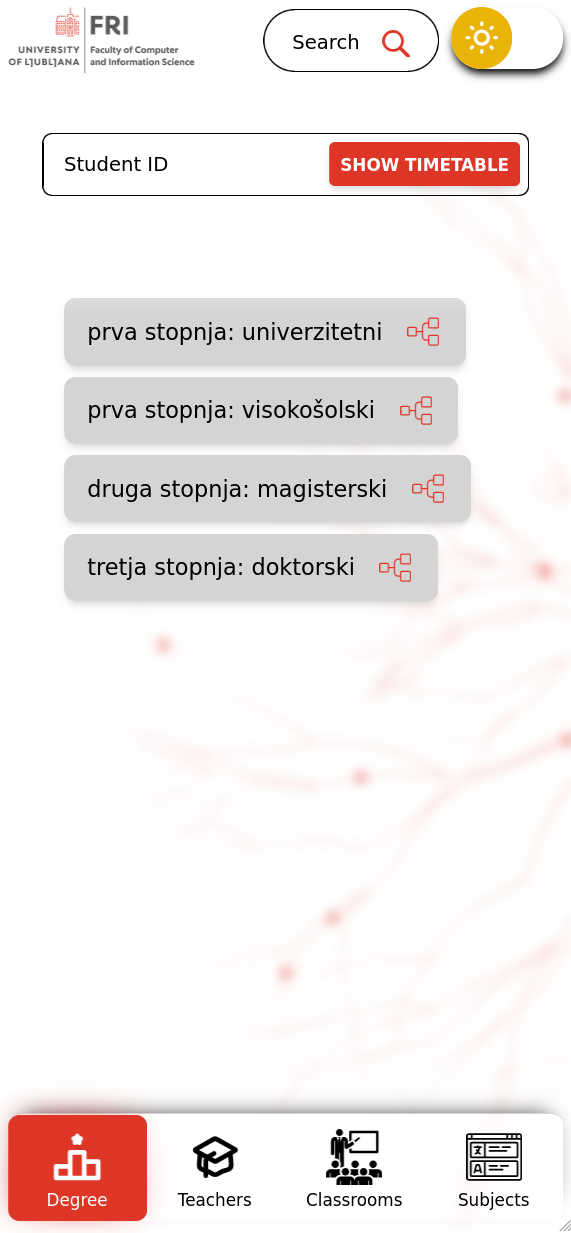 FRI
UNIVERSITY
OF LJUBLJANA
Faculty of Computer
and Information Science
Search
Student ID
SHOW TIMETABLE
prva stopnja: univerzitetni
prva stopnja: visokošolski
druga stopnja: magisterski
tretja stopnja: doktorski
Degree
Teachers
Classrooms
Subjects